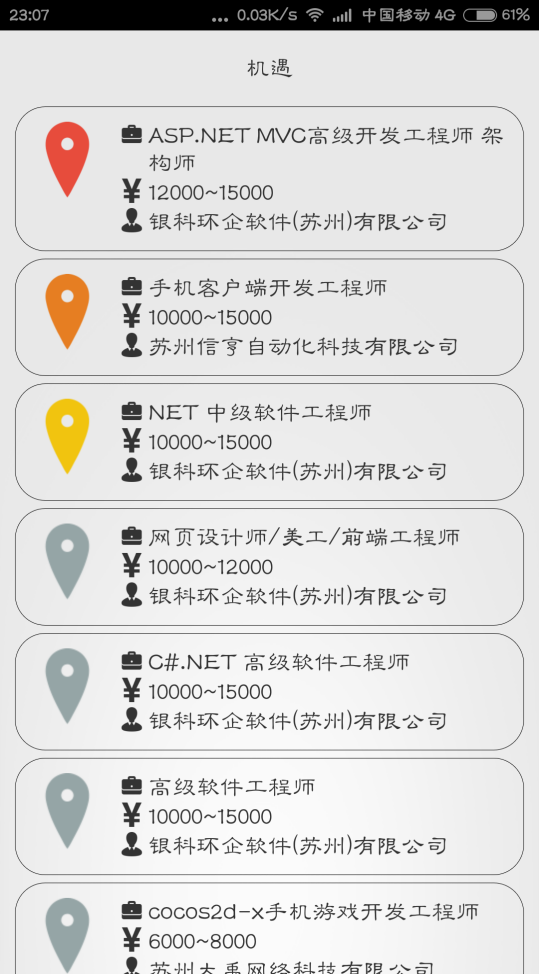 23:07 ... 0.03K/s 中国移动 4G 61%
机遇
ASP.NET MVC高级开发工程师 架
构师
¥ 12000~15000
银科环企软件(苏州)有限公司
手机客户端开发工程师
¥ 10000~15000
苏州信亨自动化科技有限公司
NET 中级软件工程师
¥ 10000~15000
银科环企软件(苏州)有限公司
网页设计师/美工/前端工程师
¥ 10000~12000
银科环企软件(苏州)有限公司
C#.NET 高级软件工程师
¥ 10000~15000
银科环企软件(苏州)有限公司
高级软件工程师
¥ 10000~15000
银科环企软件(苏州)有限公司
cocos2d-x手机游戏开发工程师
¥ 6000~8000
苏州大禹网络科技有限公司